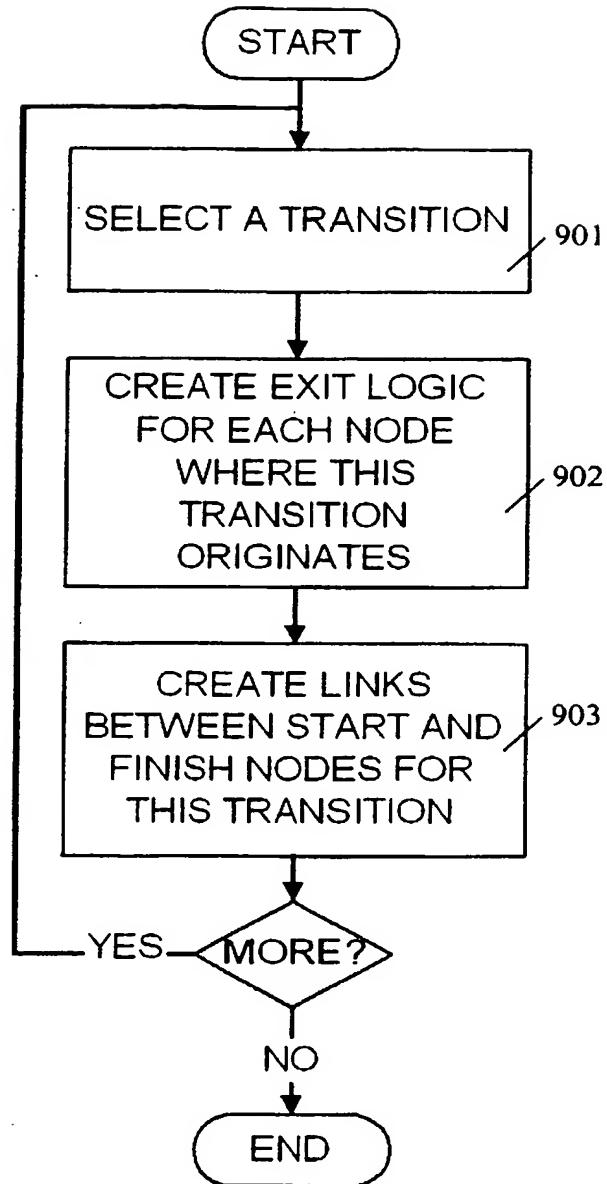 START
SELECT A TRANSITION
901
CREATE EXIT LOGIC
FOR EACH NODE
WHERE THIS
TRANSITION
ORIGINATES
902
CREATE LINKS
BETWEEN START AND
FINISH NODES FOR
THIS TRANSITION
903
YES
MORE?
NO
END